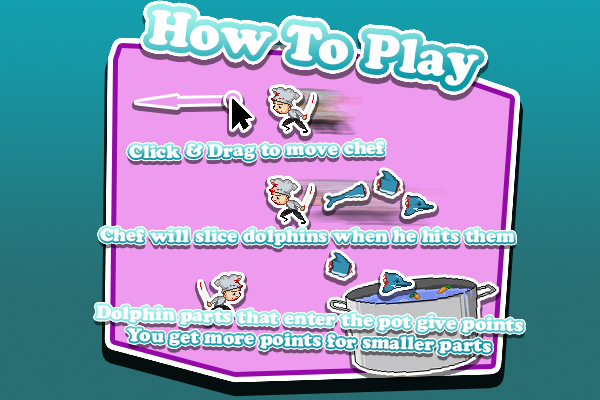 How To Play
Click & Drag to move chef
Chef will slice dolphins when he hits them
Dolphin parts that enter the pot give points
You get more points for smaller parts